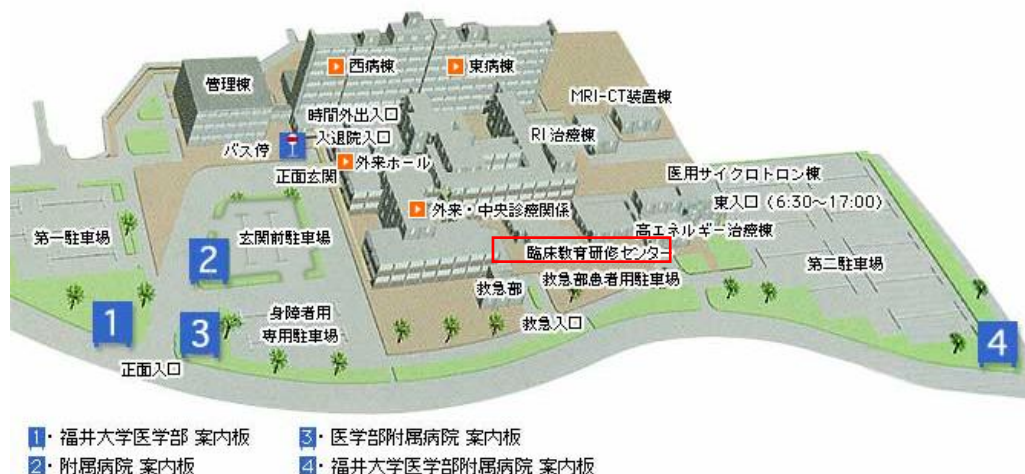 西病棟
東病棟
管理棟
MRI-CT装置棟
時間外出入口
入退院入口
RI治療棟
バス停
外来ホール
正面玄関
医用サイクロトロン棟
東入口（6:30～17:00）
外来・中央診療関係
高エネルギー治療棟
第一駐車場
玄関前駐車場
臨床教育研修センター
第二駐車場
2
救急部患者用駐車場
救急部
身障者用
専用駐車場
救急入口
1
3
4
正面入口
1・福井大学医学部 案内板
3・医学部附属病院 案内板
2・附属病院 案内板
4・福井大学医学部附属病院 案内板